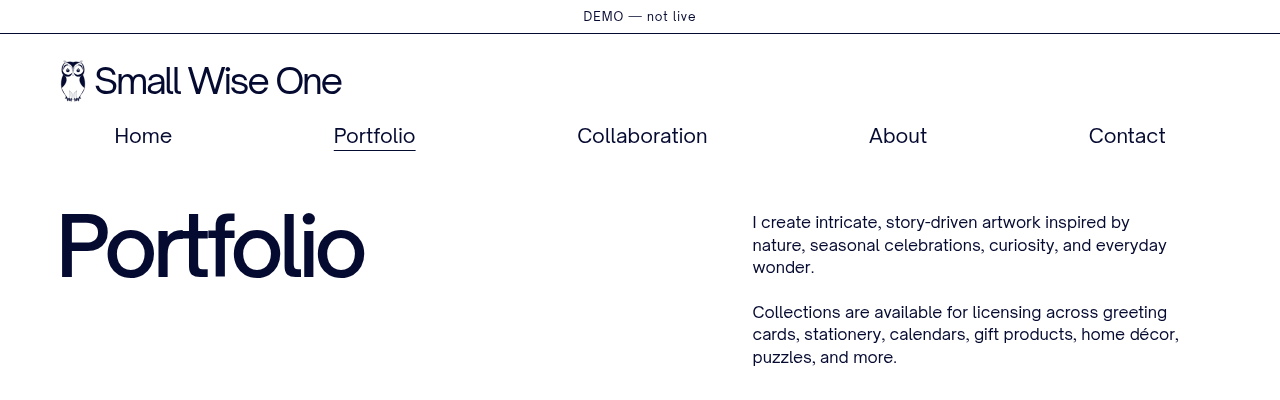 DEMO — not live
Small Wise One
Home Portfolio Collaboration About Contact
Portfolio
I create intricate, story-driven artwork inspired by
nature, seasonal celebrations, curiosity, and everyday
wonder.
Collections are available for licensing across greeting
cards, stationery, calendars, gift products, home décor,
puzzles, and more.